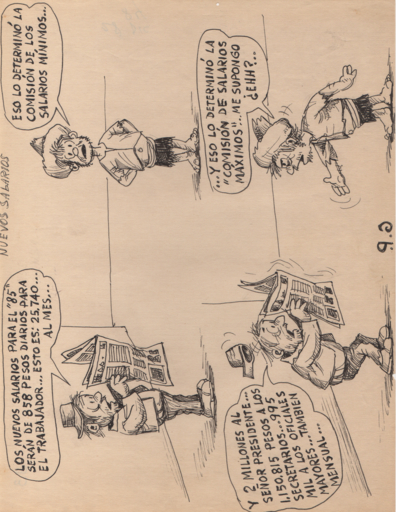 NUEVOS SALARIOS
LOS NUEVOS SALARIOS PARA EL "85"
SERÁN DE 858 PESOS DIARIOS PARA
EL TRABAJADOR... ESTO ES: 25,740...
AL MES...
ESO LO DETERMINÓ LA
COMISIÓN DE LOS
SALARIOS MÍNIMOS...
Y 2 MILLONES AL
SEÑOR PRESIDENTE...
1,150.815 PESOS A LOS
SECRETARIOS... 995
MIL A LOS OFICIALES
MAYORES... TAMBIEN
MENSUAL...
...Y ESO LO DETERMINÓ LA
"COMISIÓN DE SALARIOS
MÁXIMOS"... ME SUPONGO
¿EHH?...